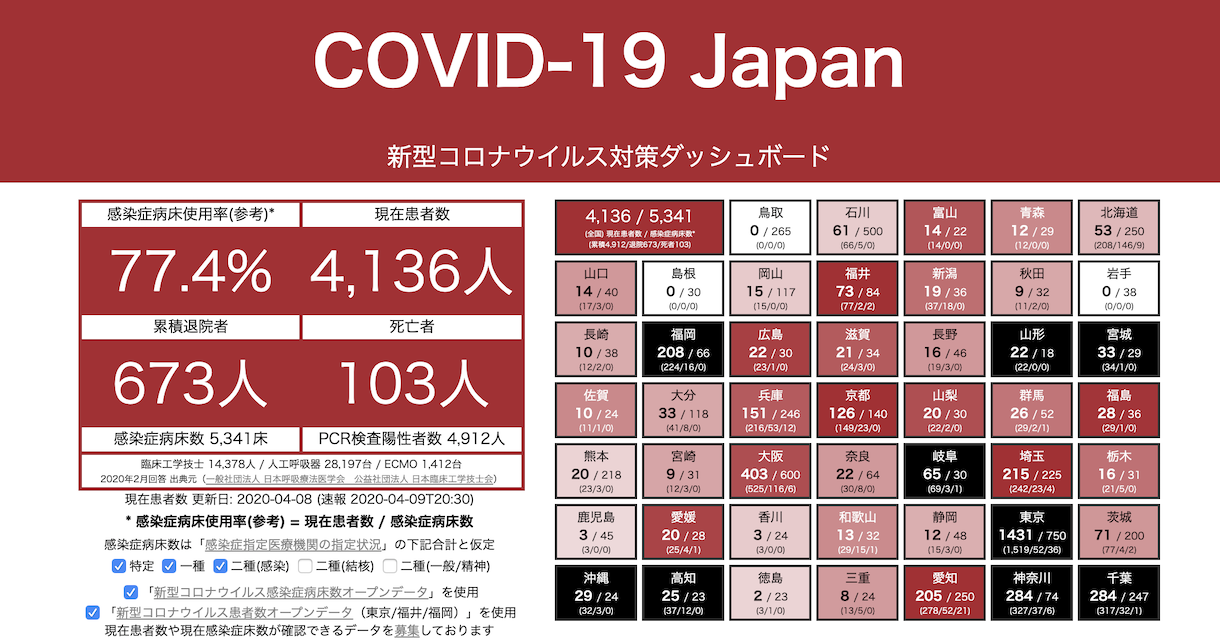 COVID-19 Japan
新型コロナウイルス対策ダッシュボード
感染症病床使用率(参考)*
現在患者数
77.4%
4,136人
累積退院者
死亡者
673人
103人
感染症病床数 5,341床
PCR検査陽性者数 4,912人
臨床工学技士 14,378人 / 人工呼吸器 28,197台 / ECMO 1,412台
2020年2月回答 出典元 (一般社団法人 日本呼吸療法医学会　公益社団法人 日本臨床工学技士会)
現在患者数 更新日: 2020-04-08 (速報 2020-04-09T20:30)
* 感染症病床使用率(参考) = 現在患者数 / 感染症病床数
感染症病床数は「感染症指定医療機関の指定状況」の下記合計と仮定
特定 一種 二種(感染) 二種(結核) 二種(一般/精神)
「新型コロナウイルス感染症病床数オープンデータ」を使用
「新型コロナウイルス患者数オープンデータ（東京/福井/福岡）」を使用
現在患者数や現在感染症床数が確認できるデータを募集しております
4,136 / 5,341
(全国) 現在患者数 / 感染症病床数*
(累積4,912/退院673/死者103)
鳥取
0 / 265
(0/0/0)
石川
61 / 500
(66/5/0)
富山
14 / 22
(14/0/0)
青森
12 / 29
(12/0/0)
北海道
53 / 250
(208/146/9)
山口
14 / 40
(17/3/0)
島根
0 / 30
(0/0/0)
岡山
15 / 117
(15/0/0)
福井
73 / 84
(77/2/2)
新潟
19 / 36
(37/18/0)
秋田
9 / 32
(11/2/0)
岩手
0 / 38
(0/0/0)
長崎
10 / 38
(12/2/0)
福岡
208 / 66
(224/16/0)
広島
22 / 30
(23/1/0)
滋賀
21 / 34
(24/3/0)
長野
16 / 46
(19/3/0)
山形
22 / 18
(22/0/0)
宮城
33 / 29
(34/1/0)
佐賀
10 / 24
(11/1/0)
大分
33 / 118
(41/8/0)
兵庫
151 / 246
(216/53/12)
京都
126 / 140
(149/23/0)
山梨
20 / 30
(22/2/0)
群馬
26 / 52
(29/2/1)
福島
28 / 36
(29/1/0)
熊本
20 / 218
(23/3/0)
宮崎
9 / 31
(12/3/0)
大阪
403 / 600
(525/116/6)
奈良
22 / 64
(30/8/0)
岐阜
65 / 30
(69/3/1)
埼玉
215 / 225
(242/23/4)
栃木
16 / 31
(21/5/0)
鹿児島
3 / 45
(3/0/0)
愛媛
20 / 28
(25/4/1)
香川
3 / 24
(3/0/0)
和歌山
13 / 32
(29/15/1)
静岡
12 / 48
(15/3/0)
東京
1431 / 750
(1,519/52/36)
茨城
71 / 200
(77/4/2)
沖縄
29 / 24
(32/3/0)
高知
25 / 23
(37/12/0)
徳島
2 / 23
(3/1/0)
三重
8 / 24
(13/5/0)
愛知
205 / 250
(278/52/21)
神奈川
284 / 74
(327/37/6)
千葉
284 / 247
(317/32/1)